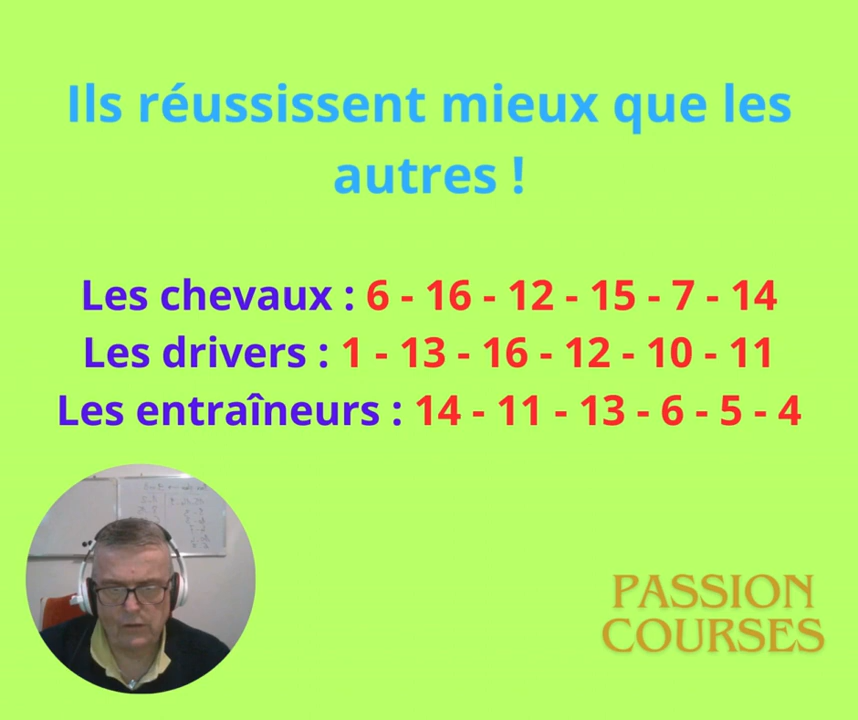 Ils réussissent mieux que les
autres !
Les chevaux : 6 - 16 - 12 - 15 - 7 - 14
Les drivers : 1 - 13 - 16 - 12 - 10 - 11
Les entraîneurs : 14 - 11 - 13 - 6 - 5 - 4
PASSION
COURSES